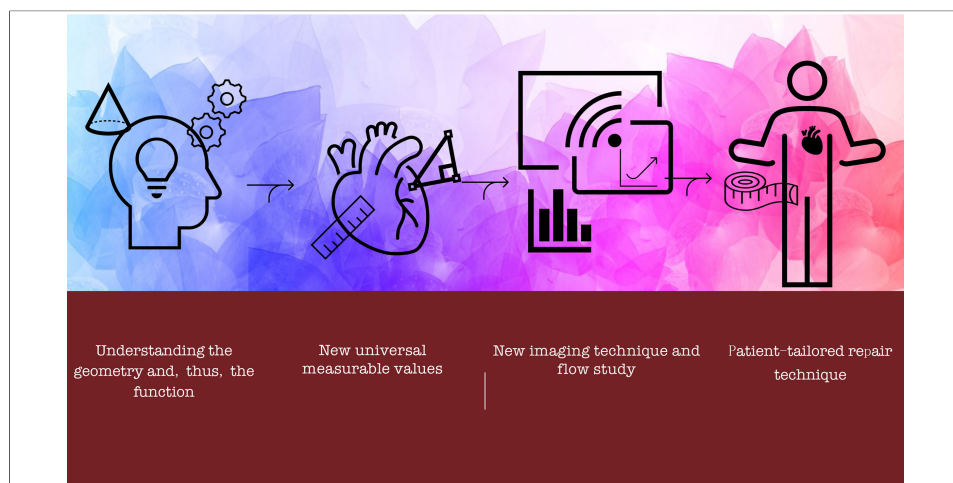 Understanding the
geometry and, thus, the
function
New universal
measurable values
New imaging technique and
flow study
Patient-tailored repair
technique